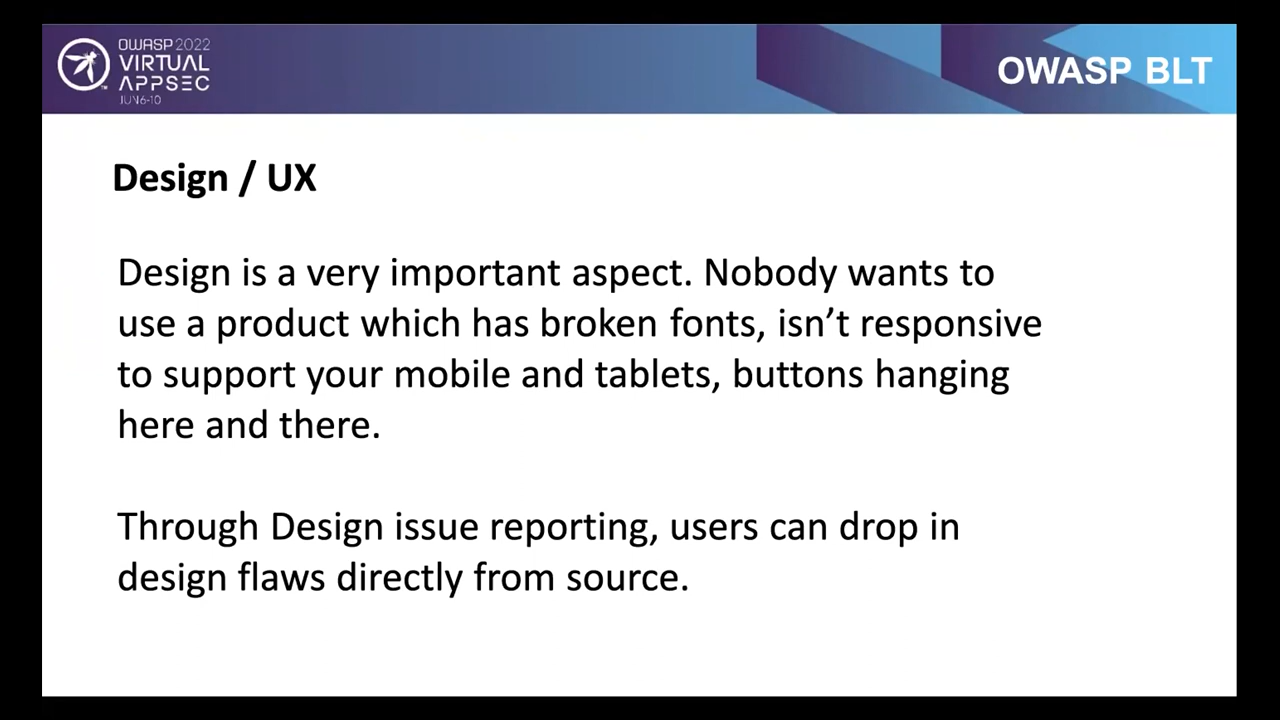 OWASP 2022
VIRTUAL
APPSEC
JUN 6-10
OWASP BLT
Design / UX
Design is a very important aspect. Nobody wants to
use a product which has broken fonts, isn’t responsive
to support your mobile and tablets, buttons hanging
here and there.
Through Design issue reporting, users can drop in
design flaws directly from source.